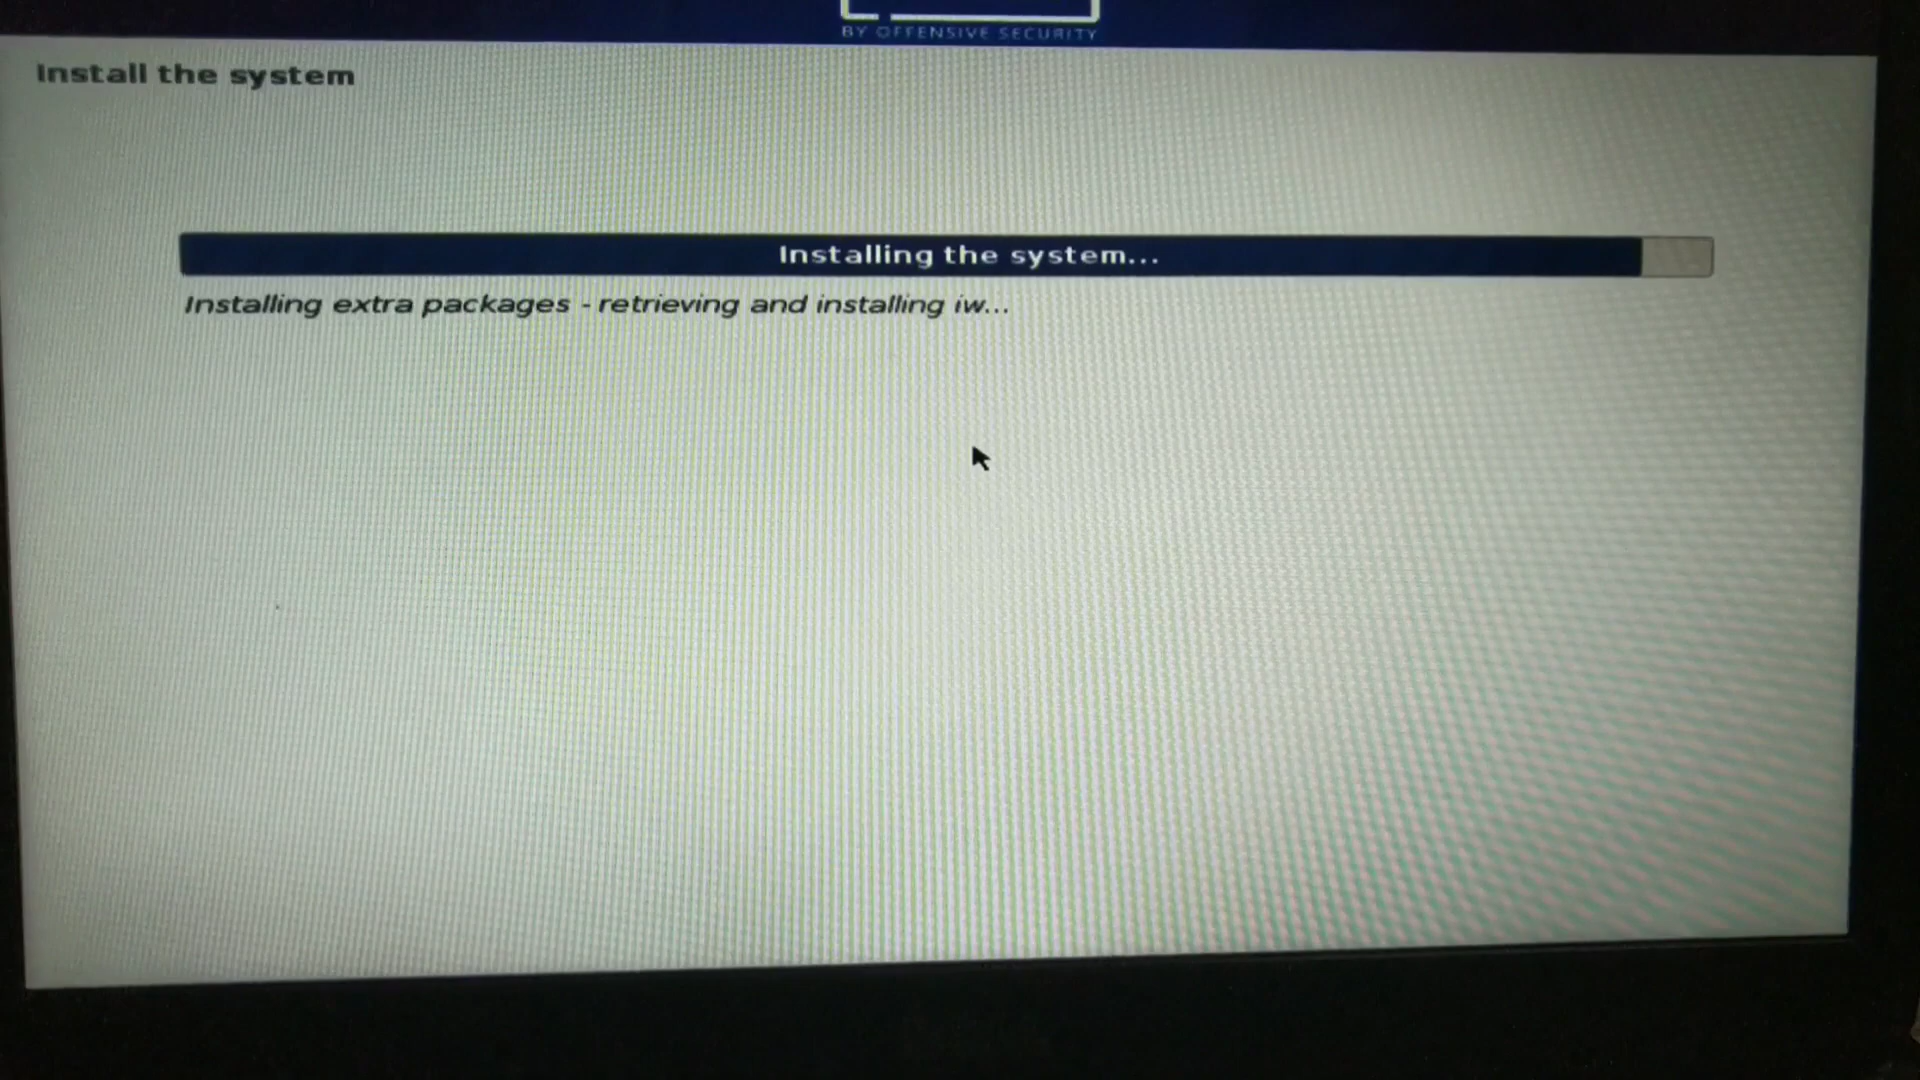 BY OFFENSIVE SECURITY
Install the system
Installing the system...
Installing extra packages - retrieving and installing iw...